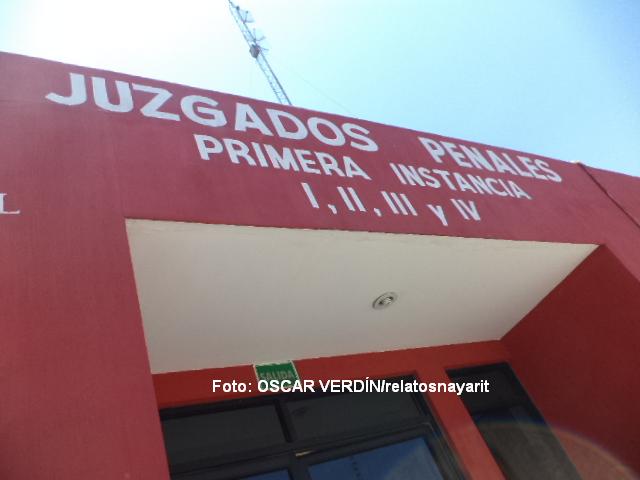 JUZGADOS PENALES
PRIMERA INSTANCIA
I, II, III y IV
L
SALIDA
Foto: OSCAR VERDÍN/relatosnayarit